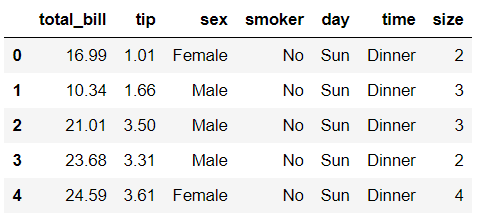 total_bill tip sex smoker day time size
0 16.99 1.01 Female No Sun Dinner 2
1 10.34 1.66 Male No Sun Dinner 3
2 21.01 3.50 Male No Sun Dinner 3
3 23.68 3.31 Male No Sun Dinner 2
4 24.59 3.61 Female No Sun Dinner 4